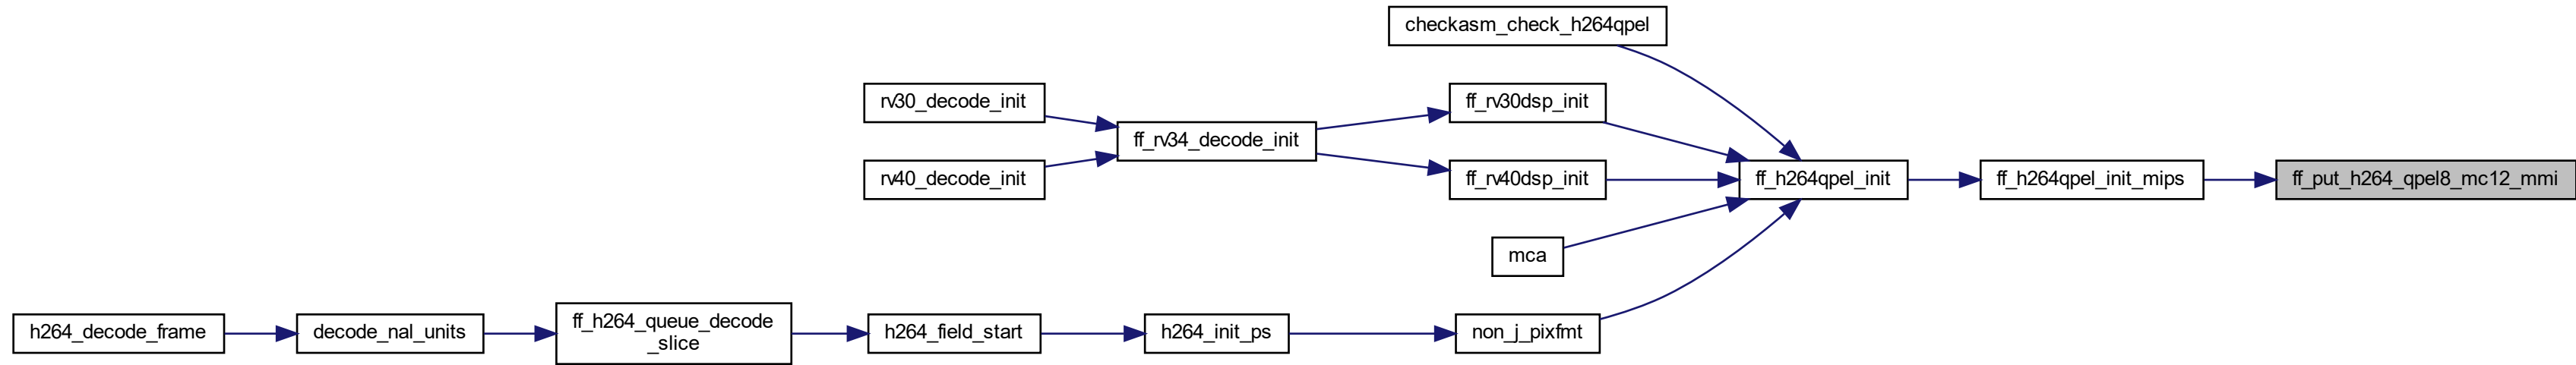 checkasm_check_h264qpel
rv30_decode_init
ff_rv30dsp_init
ff_rv34_decode_init
rv40_decode_init
ff_rv40dsp_init
ff_h264qpel_init
ff_h264qpel_init_mips
ff_put_h264_qpel8_mc12_mmi
mca
h264_decode_frame
decode_nal_units
ff_h264_queue_decode
_slice
h264_field_start
h264_init_ps
non_j_pixfmt